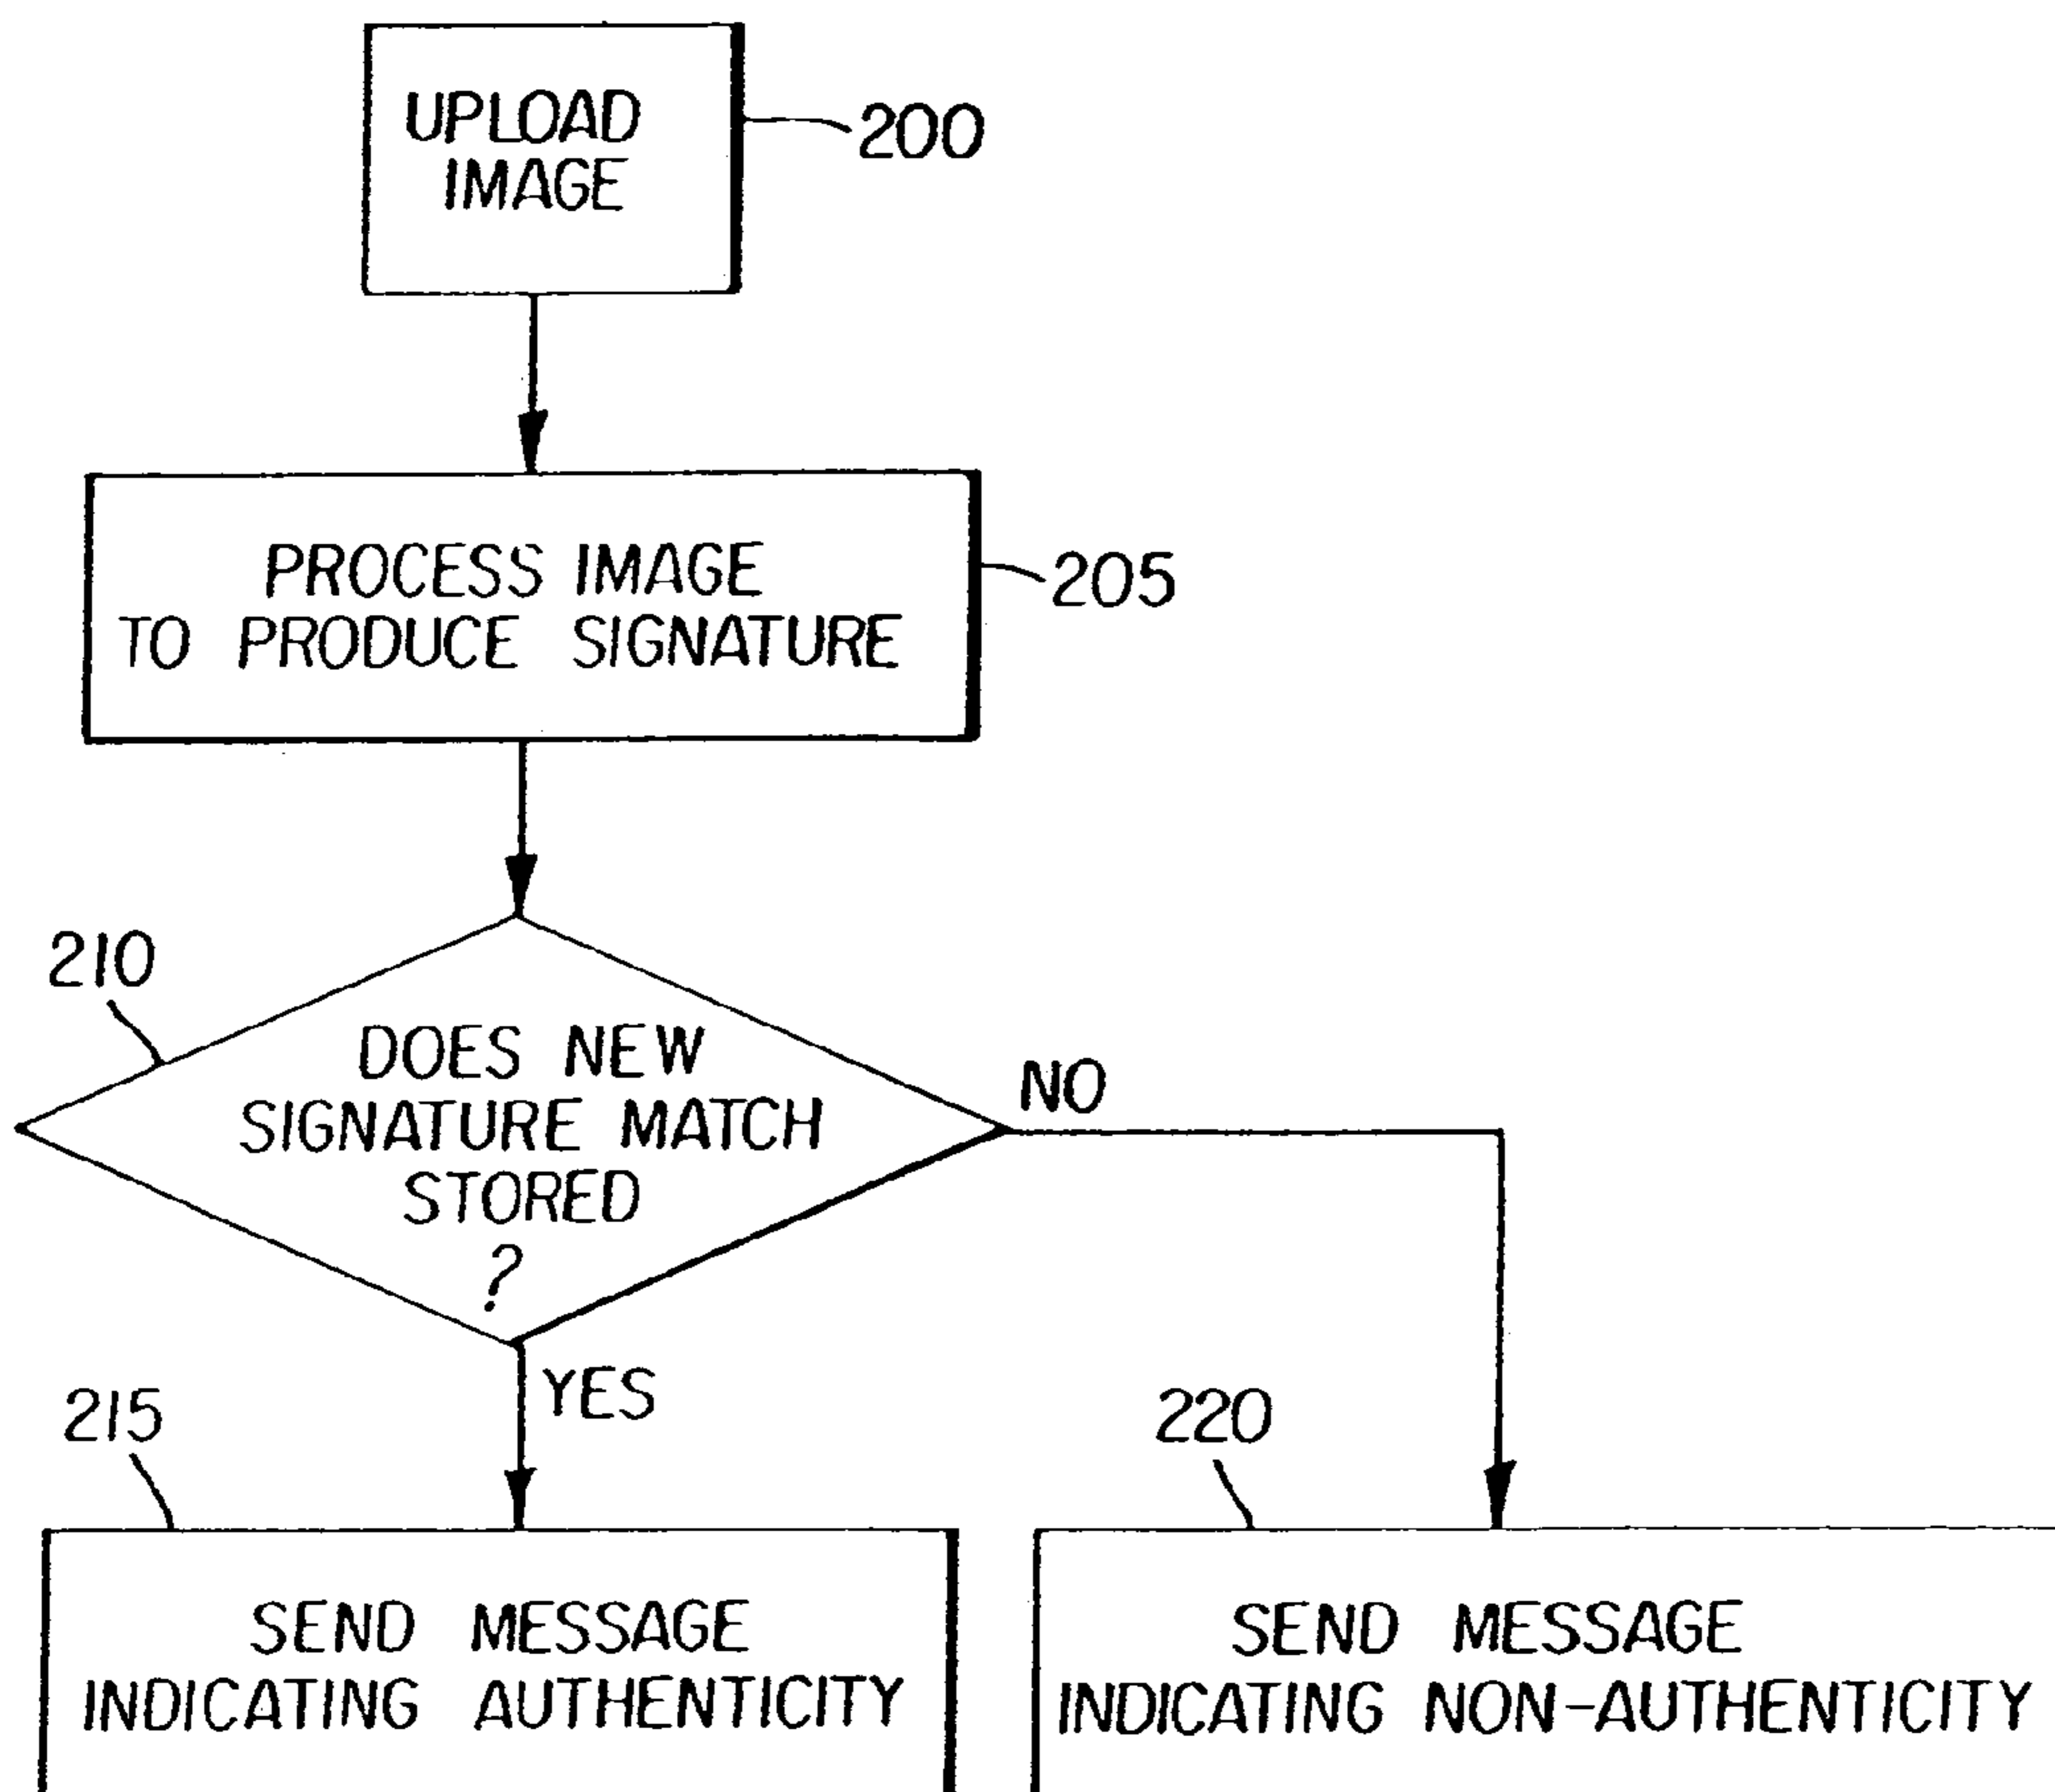 UPLOAD
IMAGE
200
PROCESS IMAGE
TO PRODUCE SIGNATURE
205
210
DOES NEW
SIGNATURE MATCH
STORED
?
NO
YES
215
SEND MESSAGE
INDICATING AUTHENTICITY
220
SEND MESSAGE
INDICATING NON-AUTHENTICITY